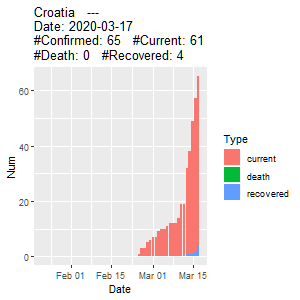 Croatia   ---
Date: 2020-03-17
#Confirmed: 65   #Current: 61
#Death: 0   #Recovered: 4
60
40
20
0
Num
Feb 01 Feb 15 Mar 01 Mar 15
Date
Type
current
death
recovered